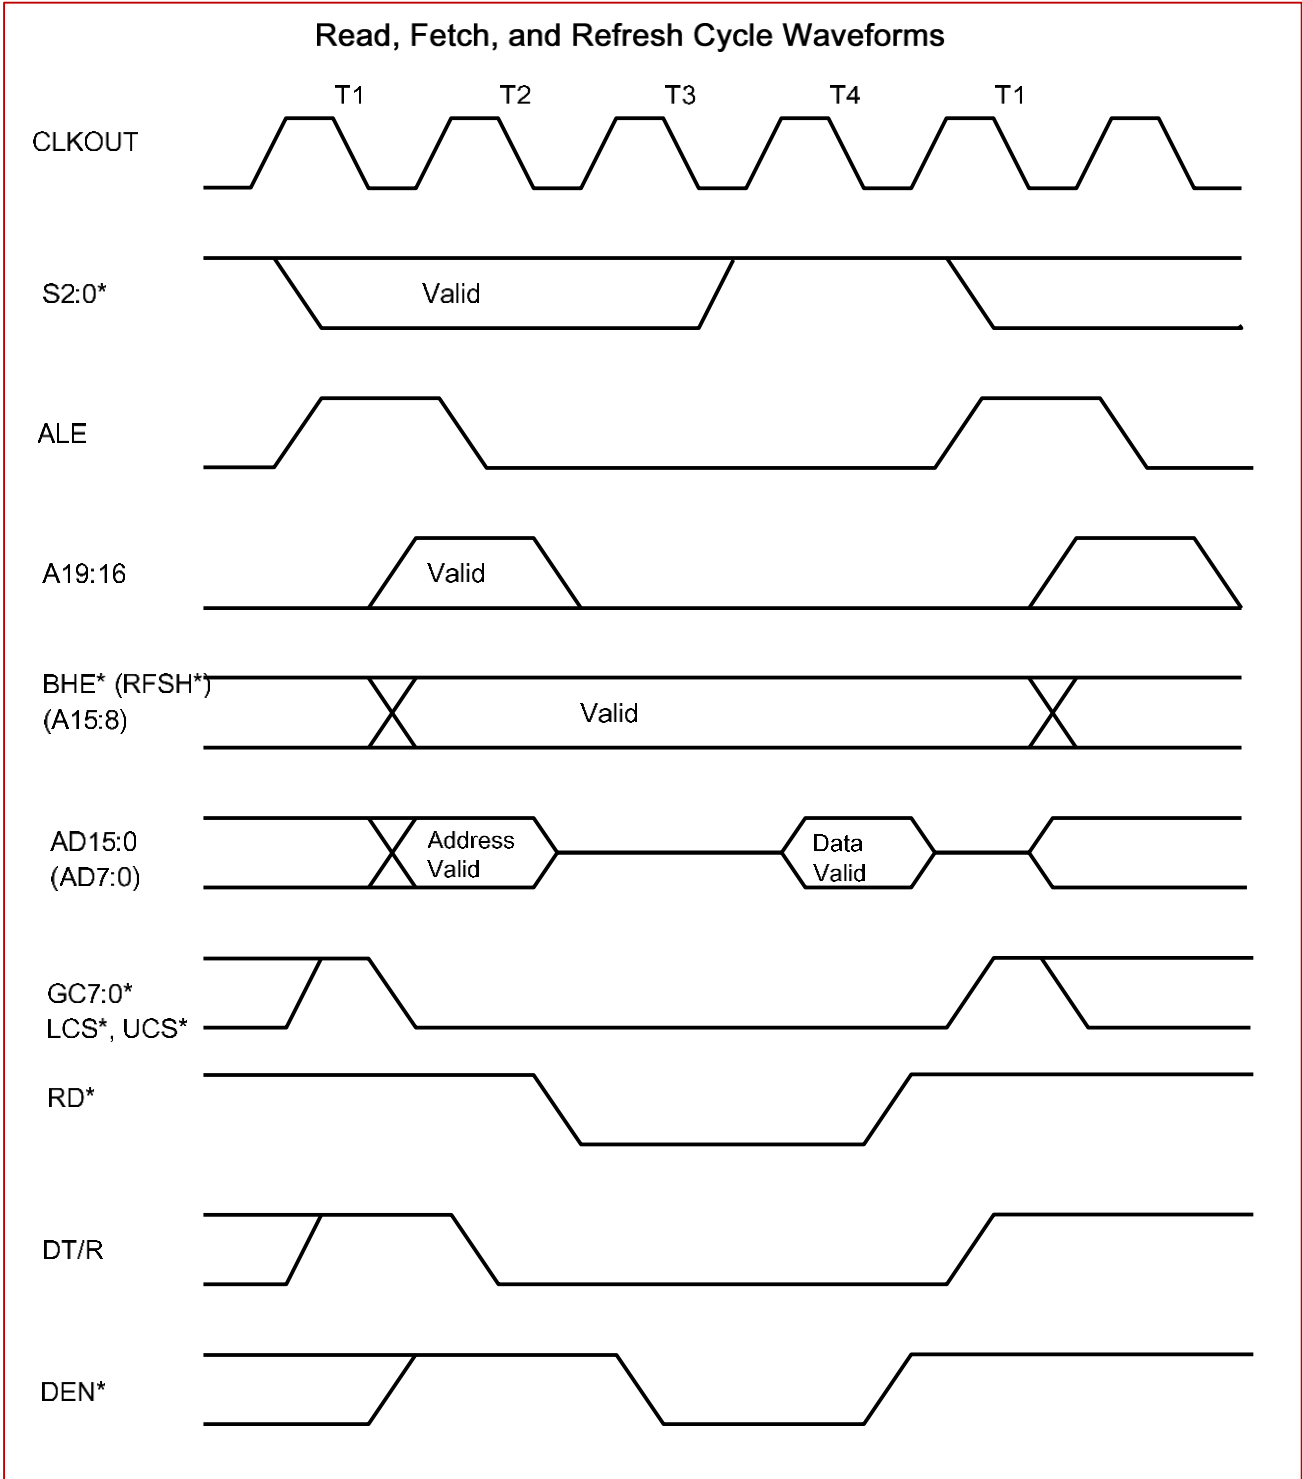 Read, Fetch, and Refresh Cycle Waveforms
T1 T2 T3 T4 T1
CLKOUT
S2:0*
Valid
ALE
A19:16
Valid
BHE* (RFSH*)
(A15:8)
Valid
AD15:0
(AD7:0)
Address
Valid
Data
Valid
GC7:0*
LCS*, UCS*
RD*
DT/R
DEN*